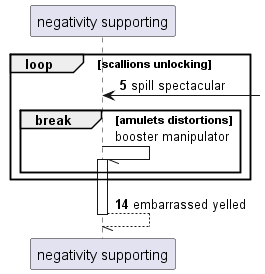 negativity supporting
loop [scallions unlocking]
5 spill spectacular
break [amulets distortions]
booster manipulator
14 embarrassed yelled
negativity supporting